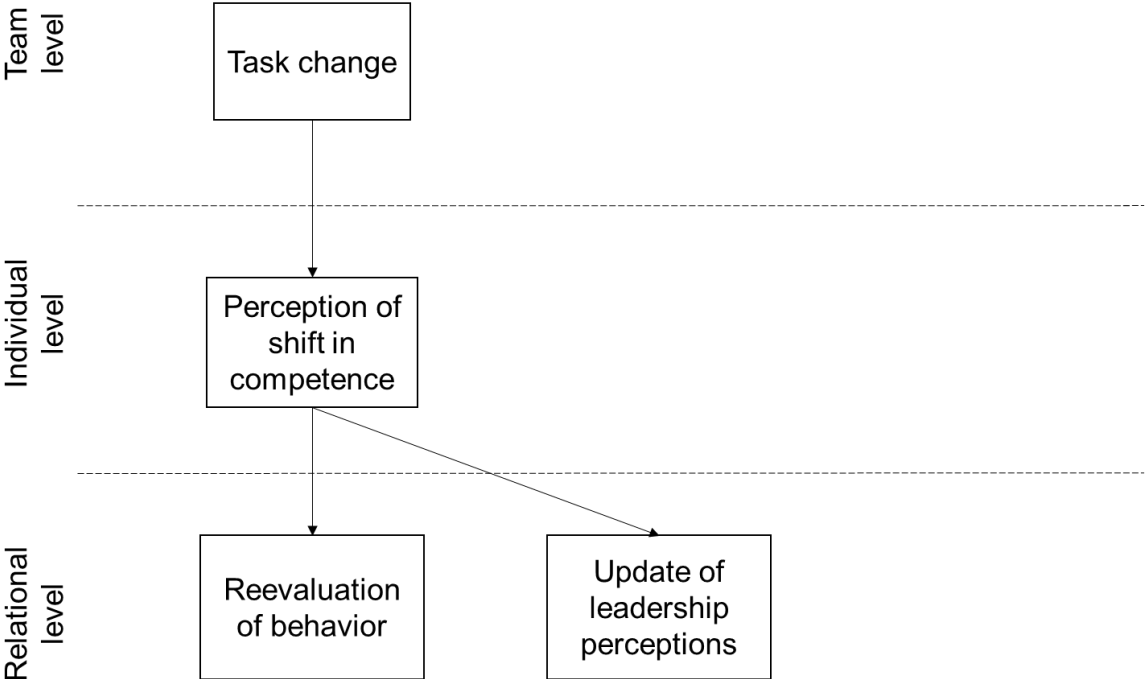 Team
level
Task change
Individual
level
Perception of
shift in
competence
Relational
level
Reevaluation
of behavior
Update of
leadership
perceptions